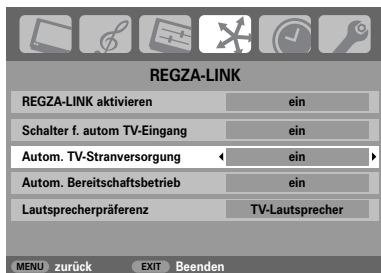 REGZA-LINK
REGZA-LINK aktivieren ein
Schalter f. autom TV-Eingang ein
Autom. TV-Stranversorgung ein
Autom. Bereitschaftsbetrieb ein
Lautsprecherpräferenz TV-Lautsprecher
MENU zurück EXIT Beenden